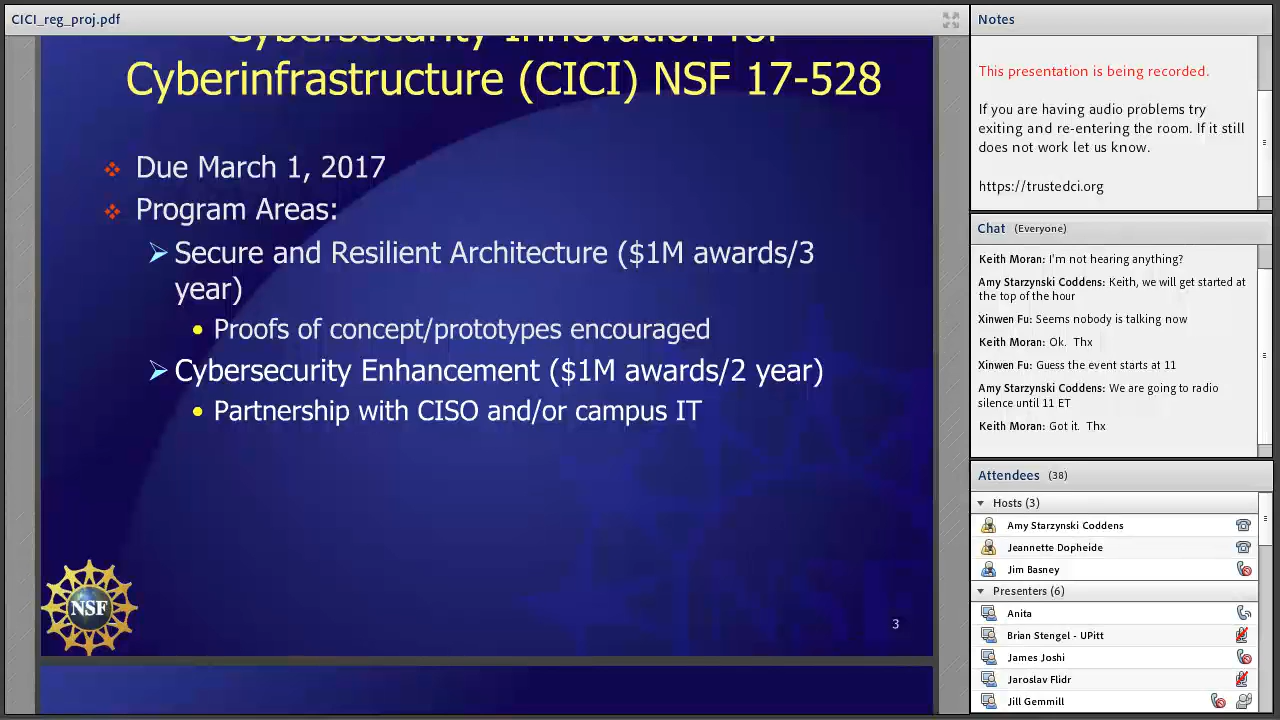 CICI_reg_proj.pdf
Cybersecurity Innovation for
Cyberinfrastructure (CICI) NSF 17-528
Due March 1, 2017
Program Areas:
Secure and Resilient Architecture ($1M awards/3
year)
Proofs of concept/prototypes encouraged
Cybersecurity Enhancement ($1M awards/2 year)
Partnership with CISO and/or campus IT
NSF
3
Notes
This presentation is being recorded.
If you are having audio problems try
exiting and re-entering the room. If it still
does not work let us know.
https://trustedci.org
Chat (Everyone)
Keith Moran: I'm not hearing anything?
Amy Starzynski Coddens: Keith, we will get started at
the top of the hour
Xinwen Fu: Seems nobody is talking now
Keith Moran: Ok. Thx
Xinwen Fu: Guess the event starts at 11
Amy Starzynski Coddens: We are going to radio
silence until 11 ET
Keith Moran: Got it. Thx
Attendees (38)
Hosts (3)
Amy Starzynski Coddens
Jeannette Dopheide
Jim Basney
Presenters (6)
Anita
Brian Stengel - UPitt
James Joshi
Jaroslav Flidr
Jill Gemmill